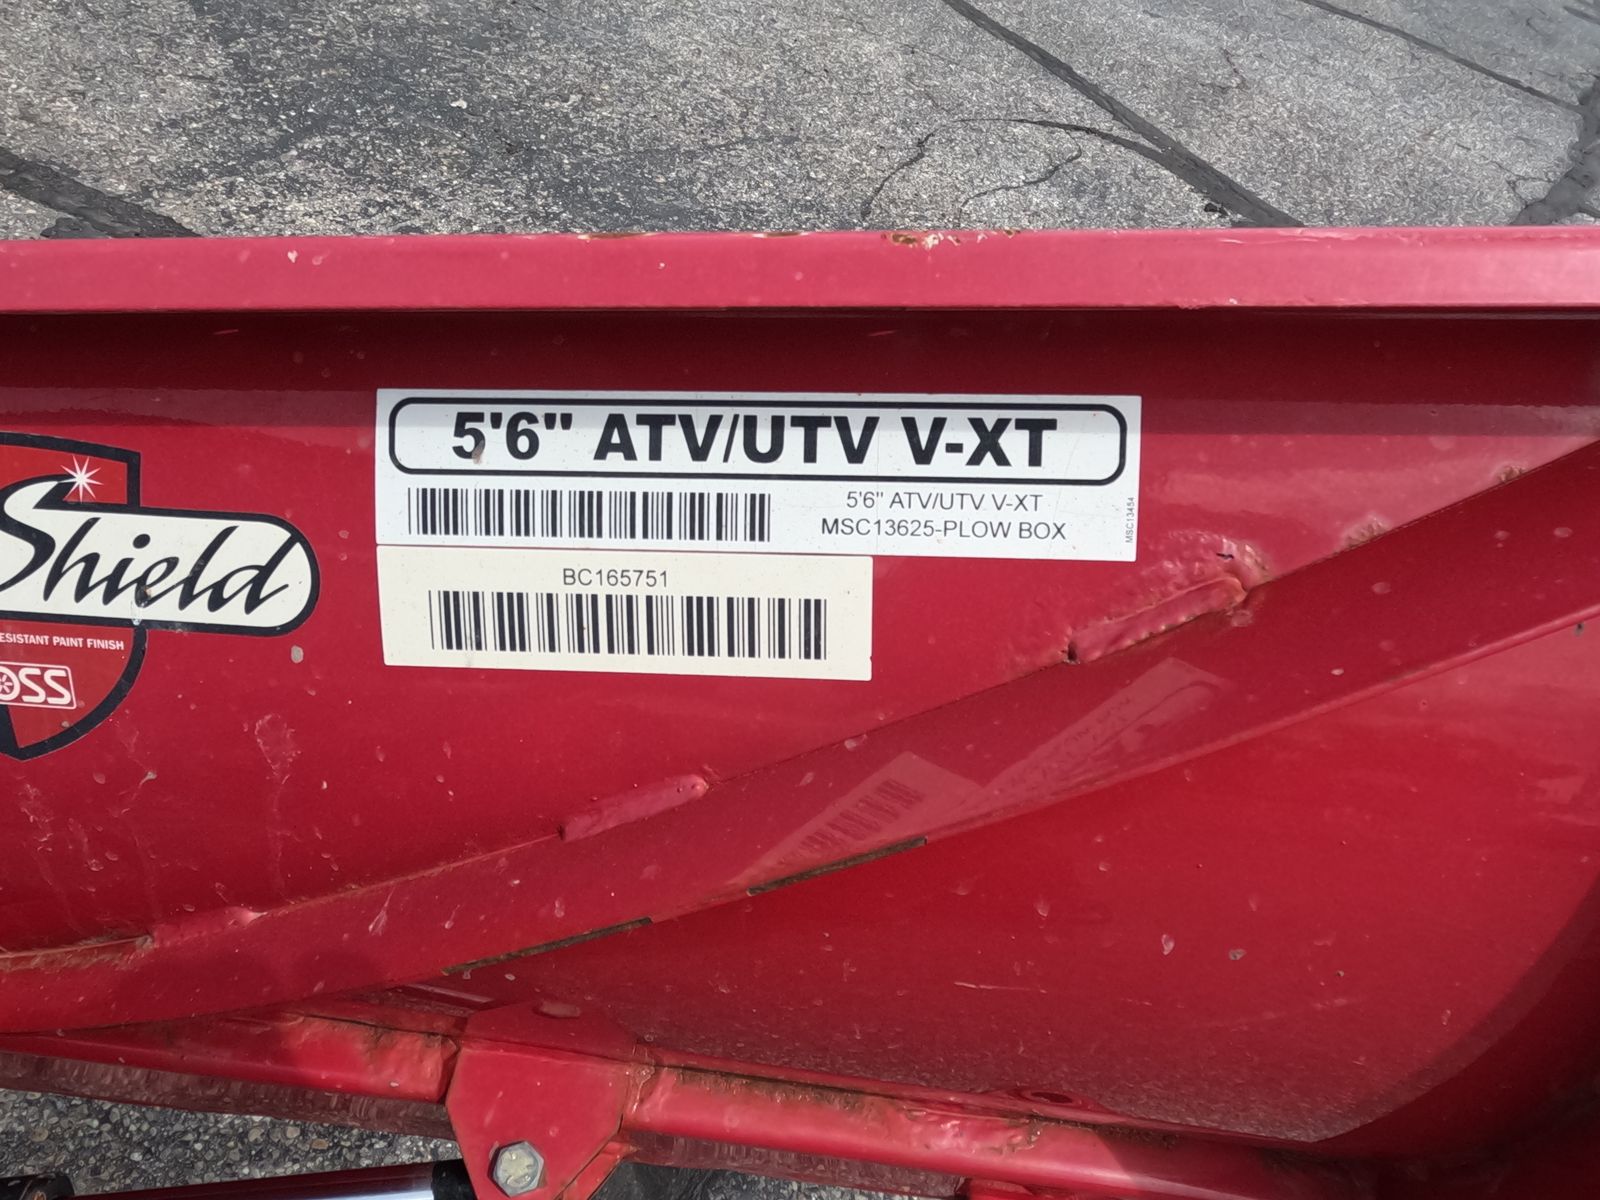 5'6" ATV/UTV V-XT
5'6" ATV/UTV V-XT
MSC13625-PLOW BOX
MSC13454
BC165751
Shield
ESISTANT PAINT FINISH
OSS